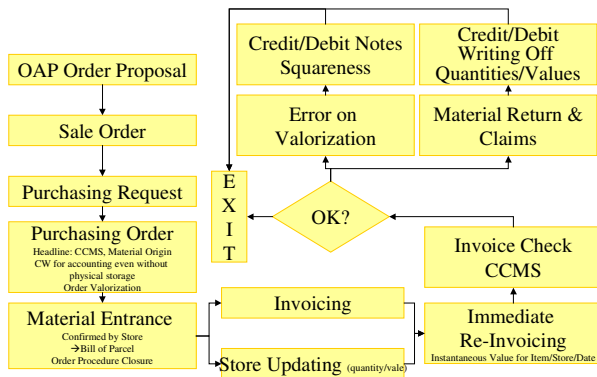 OAP Order Proposal
Sale Order
Purchasing Request
Purchasing Order
Headline: CCMS, Material Origin
CW for accounting even without
physical storage
Order Valorization
Material Entrance
Confirmed by Store
→Bill of Parcel
Order Procedure Closure
Credit/Debit Notes
Squareness
Error on
Valorization
Credit/Debit
Writing Off
Quantities/Values
Material Return &
Claims
E
X
I
T
OK?
Invoice Check
CCMS
Invoicing
Store Updating (quantity/vale)
Immediate
Re-Invoicing
Instantaneous Value for Item/Store/Date